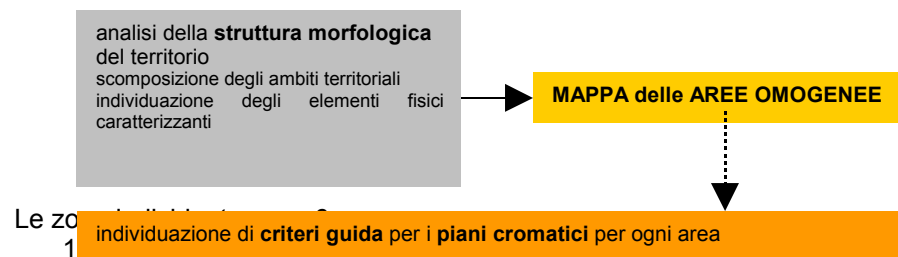 analisi della struttura morfologica
del territorio
scomposizione degli ambiti territoriali
individuazione degli elementi fisici
caratterizzanti
MAPPA delle AREE OMOGENEE
Le
individuazione di criteri guida per i piani cromatici per ogni area
1